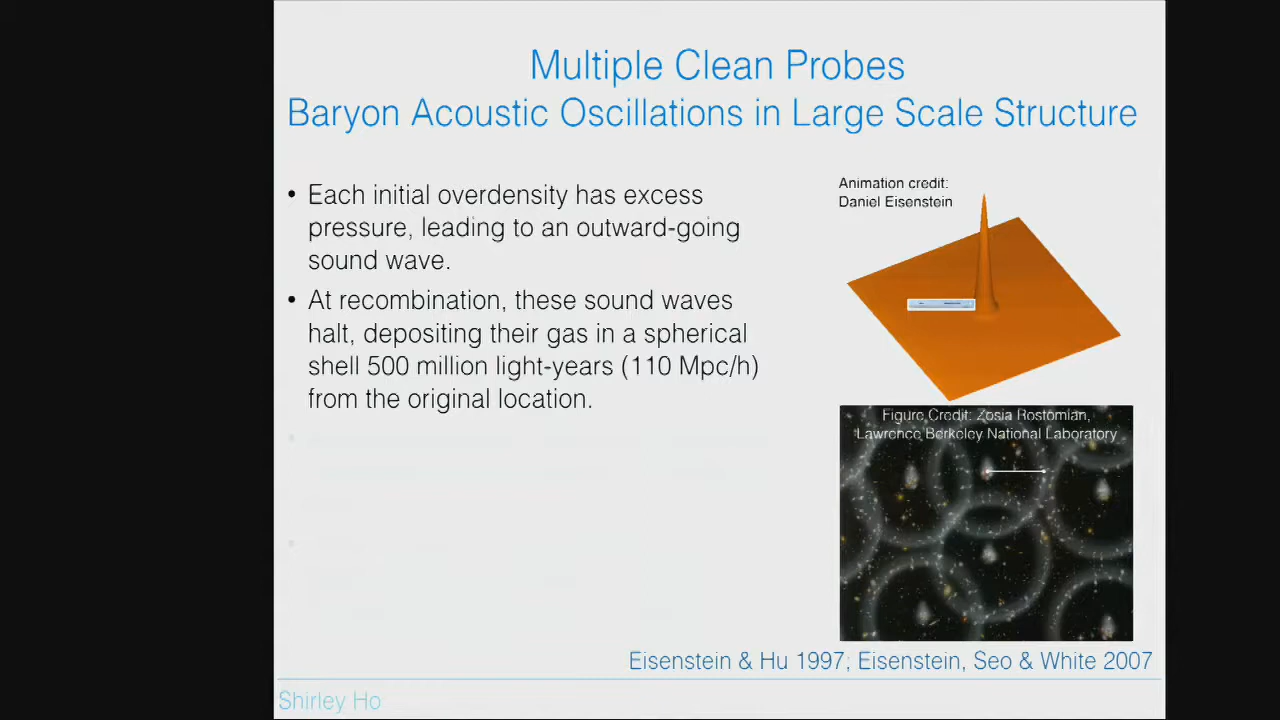 Multiple Clean Probes
Baryon Acoustic Oscillations in Large Scale Structure
• Each initial overdensity has excess
pressure, leading to an outward-going
sound wave.
• At recombination, these sound waves
halt, depositing their gas in a spherical
shell 500 million light-years (110 Mpc/h)
from the original location.
Animation credit:
Daniel Eisenstein
Figure Credit: Zosia Rostomian,
Lawrence Berkeley National Laboratory
Eisenstein & Hu 1997; Eisenstein, Seo & White 2007
Shirley Ho